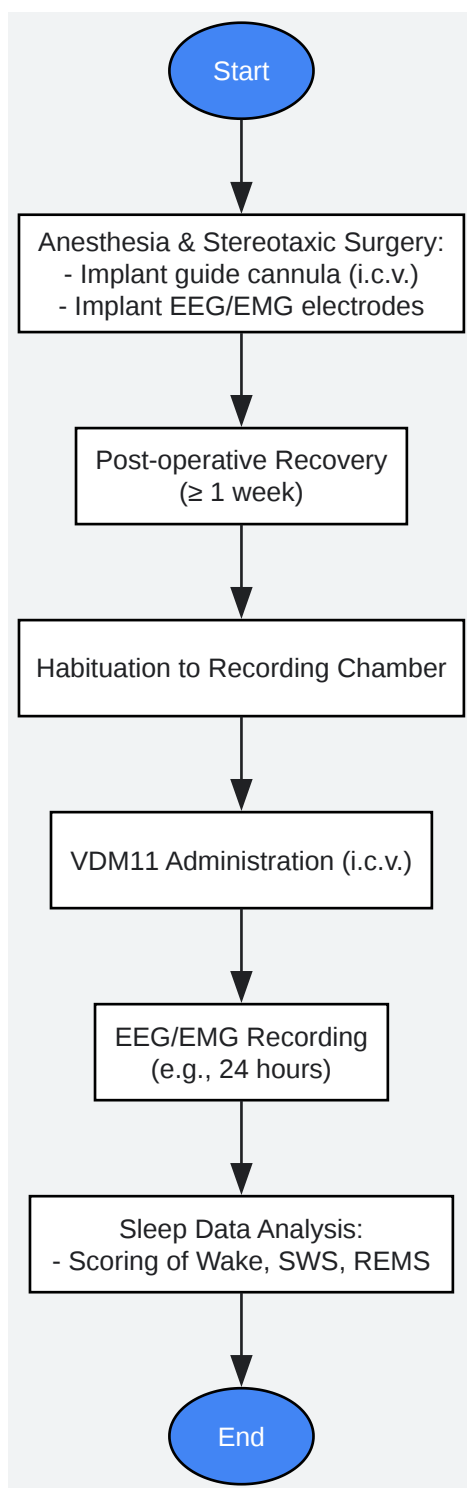 Start
Anesthesia & Stereotaxic Surgery:
- Implant guide cannula (i.c.v.)
- Implant EEG/EMG electrodes
Post-operative Recovery
(≥ 1 week)
Habituation to Recording Chamber
VDM11 Administration (i.c.v.)
EEG/EMG Recording
(e.g., 24 hours)
Sleep Data Analysis:
- Scoring of Wake, SWS, REMS
End